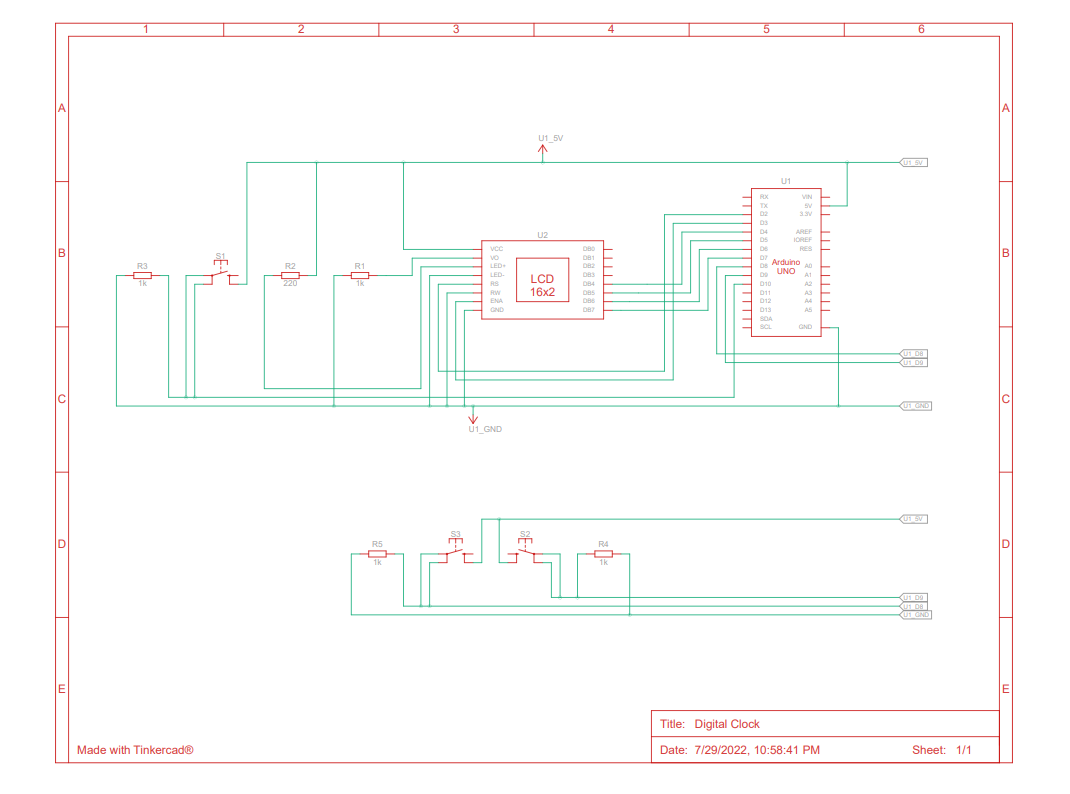 1 2 3 4 5 6
A A
U1_5V
U1_5V
U1
RX VIN
TX 5V
D2 3.3V
D3
D4 AREF
D5 IOREF
D6 RES
D7
D8 A0
D9 A1
D10 A2
D11 A3
D12 A4
D13 A5
SDA
SCL GND
Arduino
UNO
B B
U2
VCC DB0
VO DB1
LED+ DB2
LED- DB3
RS DB4
RW DB5
ENA DB6
GND DB7
LCD
16x2
R3
1k
S1
R2
220
R1
1k
U1_D8
U1_D9
C C
U1_GND
U1_GND
U1_5V
D D
R5
1k
S3
S2
R4
1k
U1_D9
U1_D8
U1_GND
E E
Title: Digital Clock
Made with Tinkercad®
Date: 7/29/2022, 10:58:41 PM Sheet: 1/1